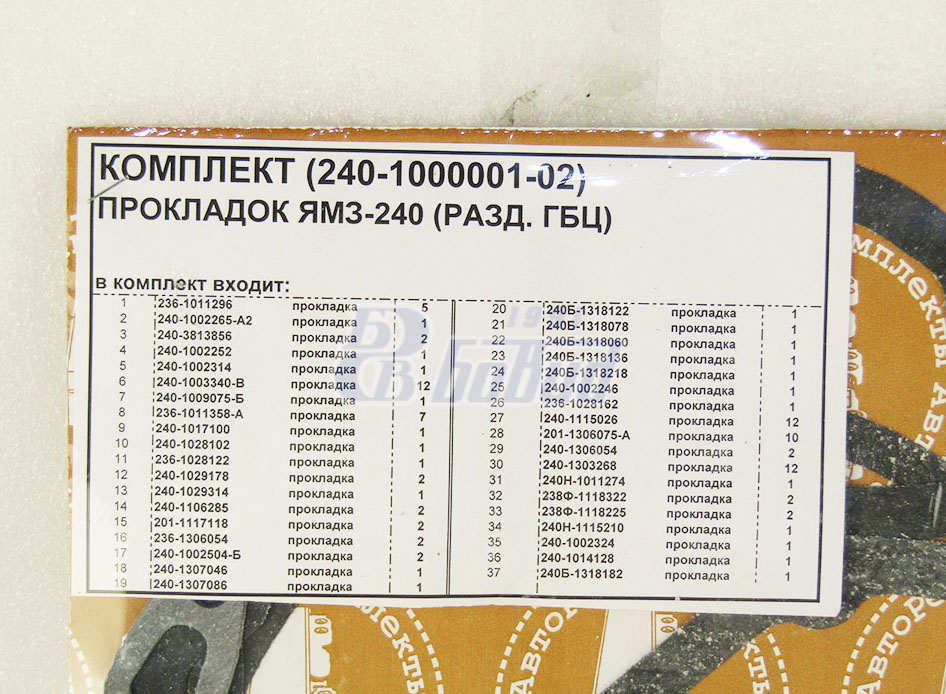 КОМПЛЕКТ (240-1000001-02)
ПРОКЛАДОК ЯМЗ-240 (РАЗД. ГБЦ)
В КОМПЛЕКТ ВХОДИТ:
1 236-1011296 прокладка 5
2 240-1002265-А2 прокладка 1
3 240-3813856 прокладка 2
4 240-1002252 прокладка 1
5 240-1002314 прокладка 1
6 240-1003340-В прокладка 12
7 240-1009075-Б прокладка 1
8 236-1011358-А прокладка 7
9 240-1017100 прокладка 1
10 240-1028102 прокладка 1
11 236-1028122 прокладка 1
12 240-1029178 прокладка 2
13 240-1029314 прокладка 1
14 240-1106285 прокладка 2
15 201-1117118 прокладка 2
16 236-1306054 прокладка 2
17 240-1002504-Б прокладка 2
18 240-1307046 прокладка 1
19 240-1307086 прокладка 1
20 240Б-1318122 прокладка 1
21 240Б-1318078 прокладка 1
22 240Б-1318060 прокладка 1
23 240Б-1318136 прокладка 1
24 240Б-1318218 прокладка 1
25 240-1002246 прокладка 1
26 236-1028162 прокладка 1
27 240-1115026 прокладка 12
28 201-1306075-А прокладка 10
29 240-1306054 прокладка 2
30 240-1303268 прокладка 12
31 240Н-1011274 прокладка 1
32 238Ф-1118322 прокладка 2
33 238Ф-1118225 прокладка 2
34 240Н-1115210 прокладка 1
35 240-1002324 прокладка 1
36 240-1014128 прокладка 1
37 240Б-1318182 прокладка 1